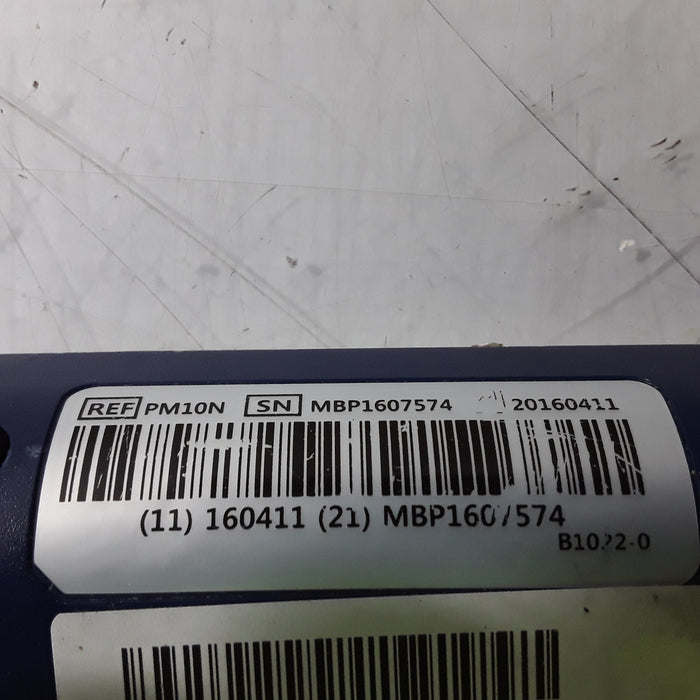 REF PM10N SN MBP1607574 20160411
(11) 160411 (21) MBP1607574